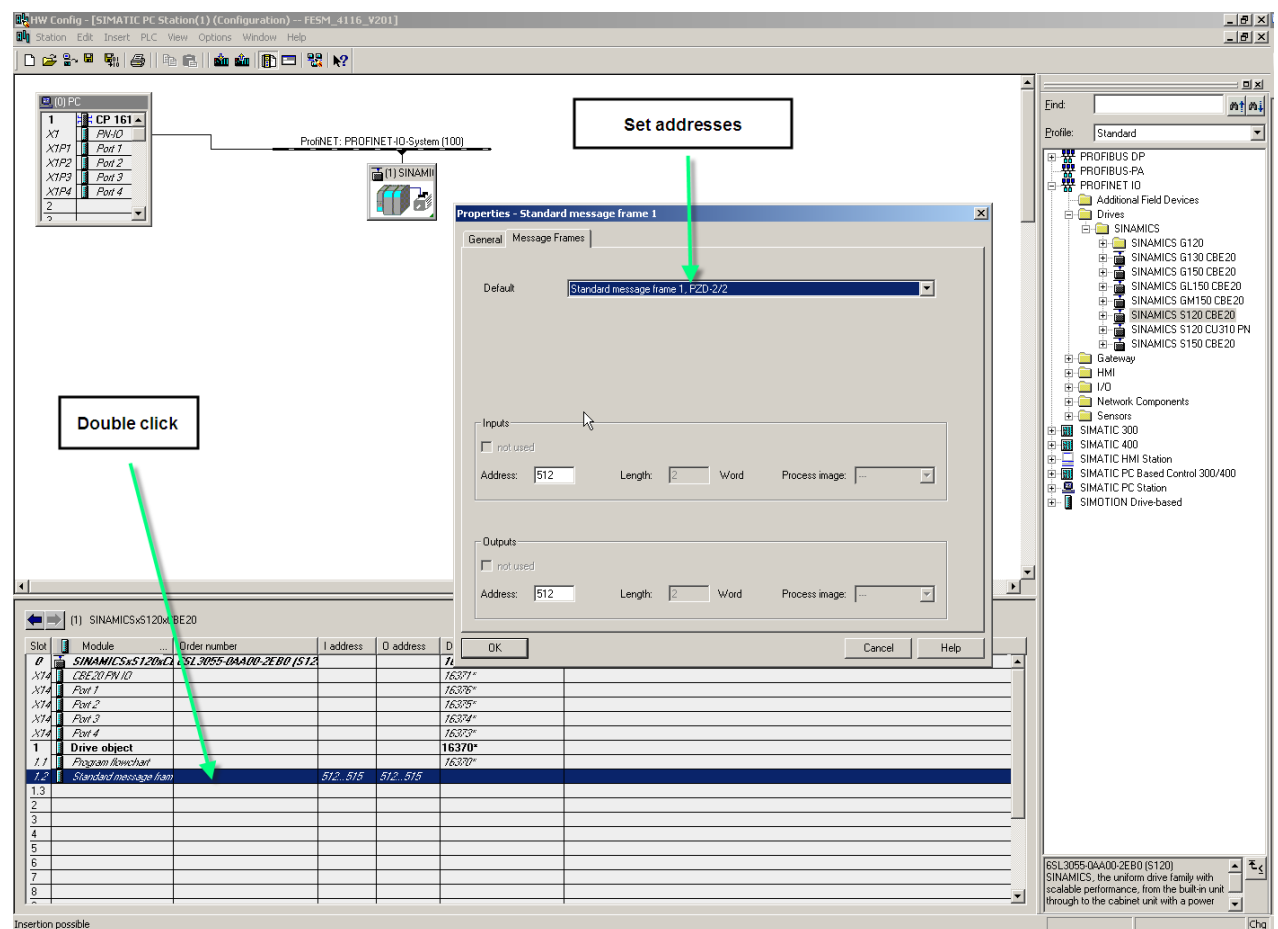 HW Config - [SIMATIC PC Station(1) (Configuration) -- FESM_4116_V201]
Station Edit Insert PLC View Options Window Help
(0) PC
1 CP 161
X1 PN-IO
X1P1 Port 1
X1P2 Port 2
X1P3 Port 3
X1P4 Port 4
2
ProfiNET: PROFINET-IO-System (100)
(1) SINAMI
Set addresses
Double click
Properties - Standard message frame 1
General Message Frames
Default Standard message frame 1, PZD-2/2
Inputs
not used
Address: 512 Length: 2 Word Process image: ---
Outputs
not used
Address: 512 Length: 2 Word Process image: ---
OK Cancel Help
Find:
Profile: Standard
PROFIBUS DP
PROFIBUS-PA
PROFINET IO
Additional Field Devices
Drives
SINAMICS
SINAMICS G120
SINAMICS G130 CBE20
SINAMICS G150 CBE20
SINAMICS GL150 CBE20
SINAMICS GM150 CBE20
SINAMICS S120 CBE20
SINAMICS S120 CU310 PN
SINAMICS S150 CBE20
Gateway
HMI
I/O
Network Components
Sensors
SIMATIC 300
SIMATIC 400
SIMATIC HMI Station
SIMATIC PC Based Control 300/400
SIMATIC PC Station
SIMOTION Drive-based
(1) SINAMICSxS120xCBE20
Slot Module ... Order number I address O address D
0 SINAMICSxS120xCB 6SL3055-0AA00-2EB0 (S12
X14 CBE20 PN IO 16371*
X14 Port 1 16376*
X14 Port 2 16375*
X14 Port 3 16374*
X14 Port 4 16373*
1 Drive object 16370*
1.1 Program flowchart 16370*
1.2 Standard message fram 512...515 512...515
1.3
2
3
4
5
6
7
8
6SL3055-0AA00-2EB0 (S120)
SINAMICS, the uniform drive family with
scalable performance, from the built-in unit
through to the cabinet unit with a power
Insertion possible
Chg